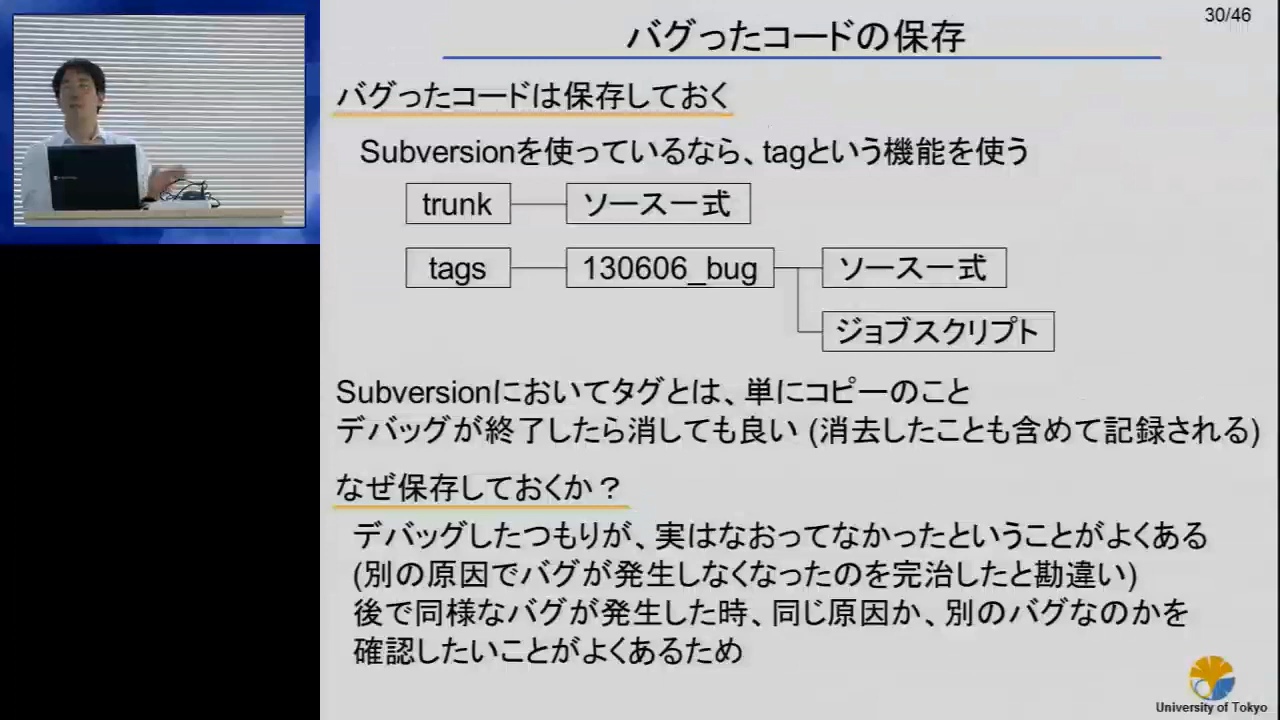 30/46
バグったコードの保存
バグったコードは保存しておく
Subversionを使っているなら、tagという機能を使う
trunk
ソース一式
tags
130606_bug
ソース一式
ジョブスクリプト
Subversionにおいてタグとは、単にコピーのこと
デバッグが終了したら消しても良い (消去したことも含めて記録される)
なぜ保存しておくか？
デバッグしたつもりが、実はなおってなかったということがよくある
(別の原因でバグが発生しなくなったのを完治したと勘違い)
後で同様なバグが発生した時、同じ原因か、別のバグなのかを
確認したいことがよくあるため
University of Tokyo